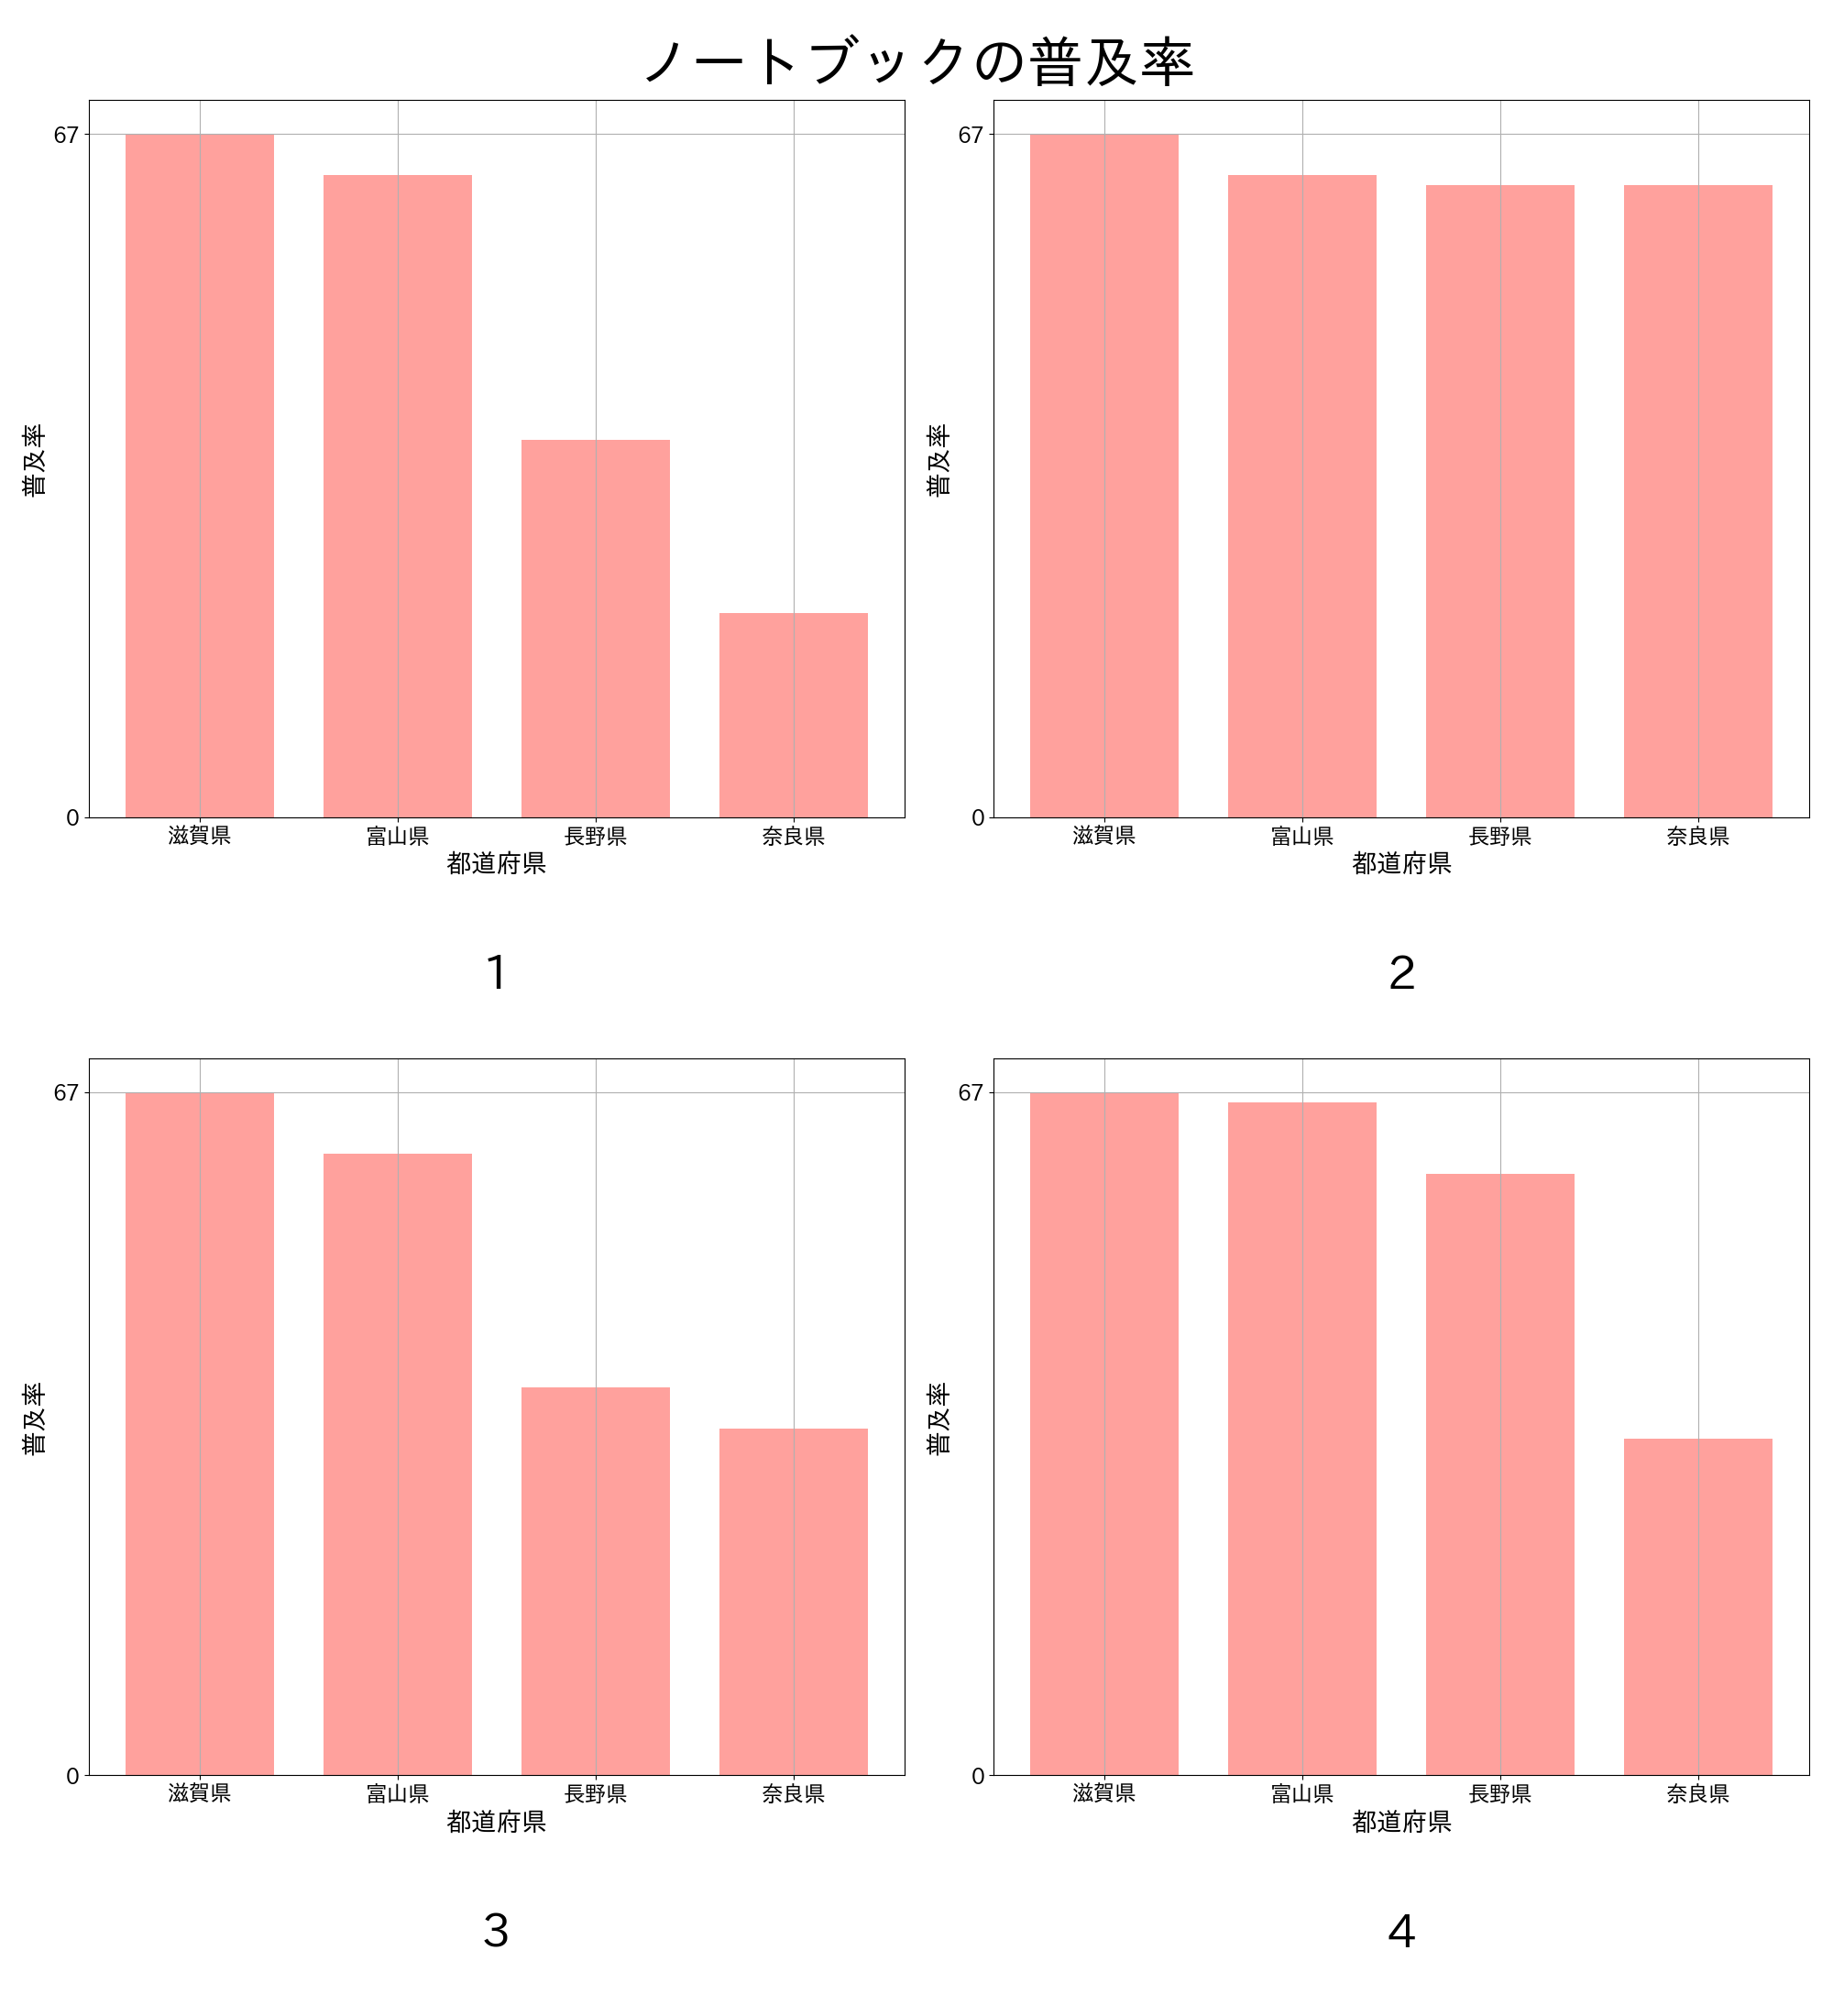 ノートブックの普及率
67
0
普及率
滋賀県 富山県 長野県 奈良県
都道府県
1
67
0
普及率
滋賀県 富山県 長野県 奈良県
都道府県
2
67
0
普及率
滋賀県 富山県 長野県 奈良県
都道府県
3
67
0
普及率
滋賀県 富山県 長野県 奈良県
都道府県
4